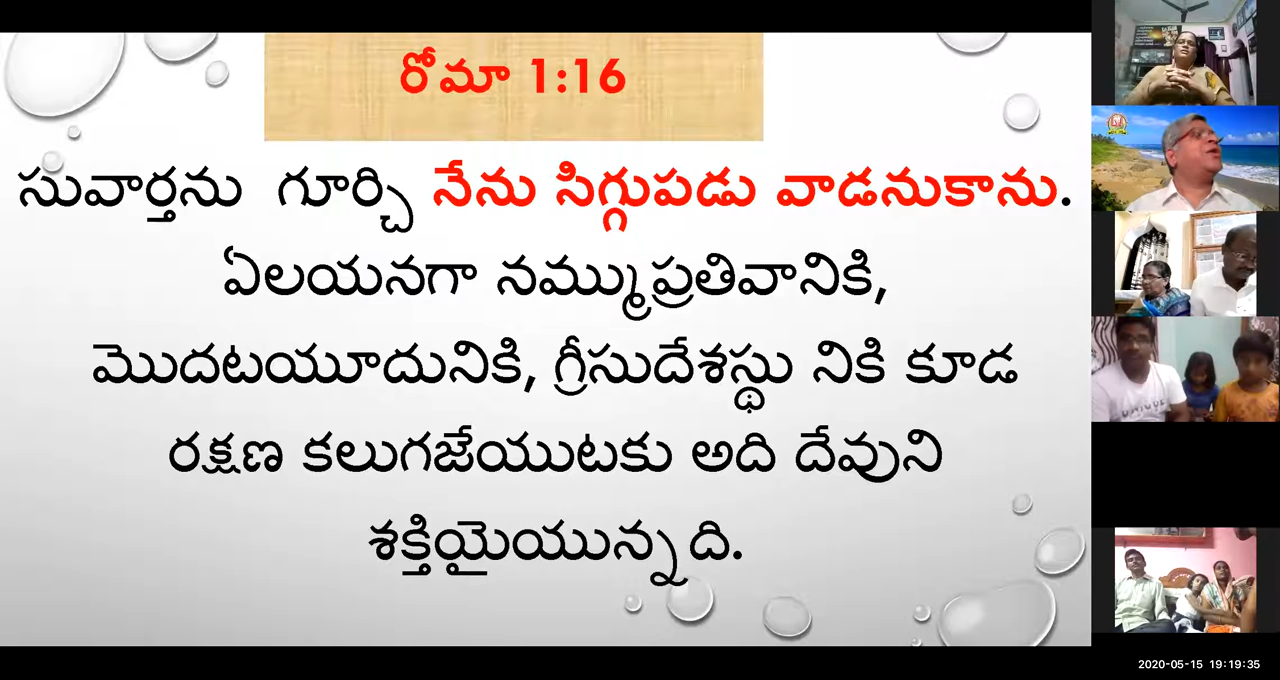 రోమా 1:16
సువార్తను గూర్చి నేను సిగ్గుపడు వాడనుకాను.
ఏలయనగా నమ్ముప్రతివానికి,
మొదటయూదునికి, గ్రీసుదేశస్థు నికి కూడ
రక్షణ కలుగజేయుటకు అది దేవుని
శక్తియైయున్నది.
UNIQUE
2020-05-15 19:19:35